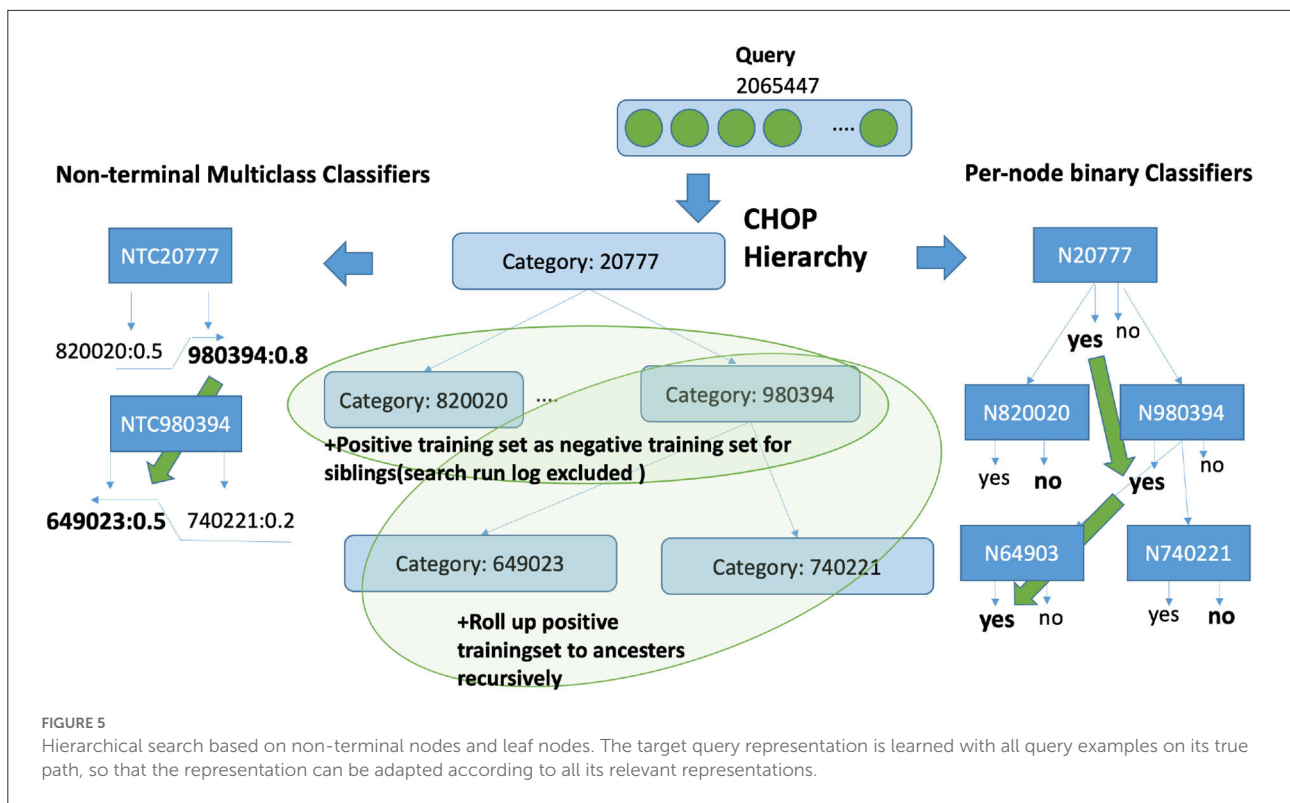 Query
2065447
....
Non-terminal Multiclass Classifiers
Per-node binary Classifiers
CHOP
Hierarchy
NTC20777
820020:0.5
980394:0.8
NTC980394
649023:0.5
740221:0.2
Category: 20777
Category: 820020
....
Category: 980394
+Positive training set as negative training set for
siblings(search run log excluded )
Category: 649023
Category: 740221
+Roll up positive
trainingset to ancesters
recursively
N20777
yes
no
N820020
N980394
yes
no
yes
no
N64903
N740221
yes
no
yes
no
FIGURE 5
Hierarchical search based on non-terminal nodes and leaf nodes. The target query representation is learned with all query examples on its true
path, so that the representation can be adapted according to all its relevant representations.